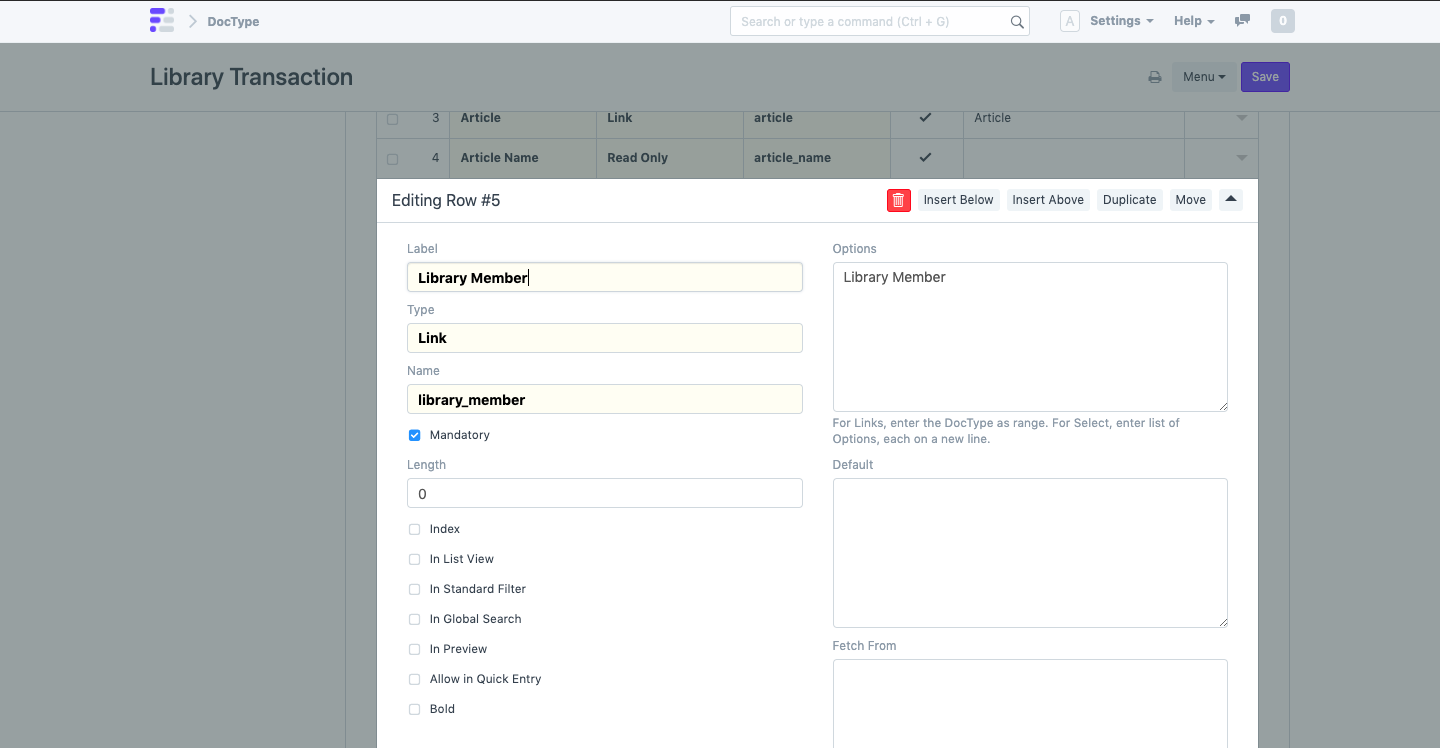 DocType
Search or type a command (Ctrl + G)
A
Settings
Help
0
Library Transaction
Menu
Save
3 Article Link article Article
4 Article Name Read Only article_name
Editing Row #5
Insert Below
Insert Above
Duplicate
Move
Label
Library Member
Type
Link
Name
library_member
Mandatory
Length
0
Index
In List View
In Standard Filter
In Global Search
In Preview
Allow in Quick Entry
Bold
Options
Library Member
For Links, enter the DocType as range. For Select, enter list of
Options, each on a new line.
Default
Fetch From